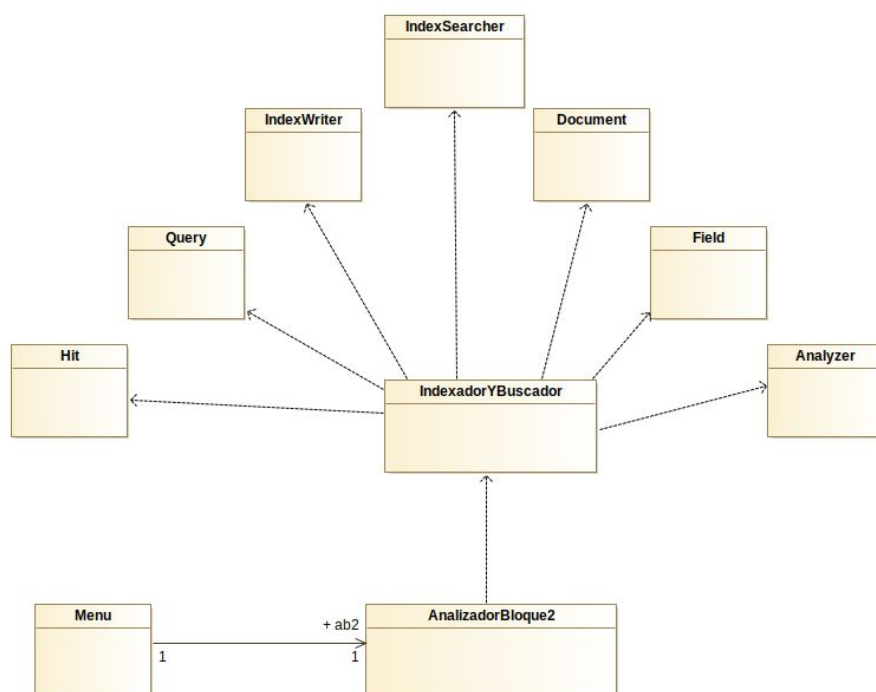 IndexSearcher
IndexWriter
Document
Query
Field
Hit
Analyzer
IndexadorYBuscador
Menu
+ ab2
AnalizadorBloque2
1
1